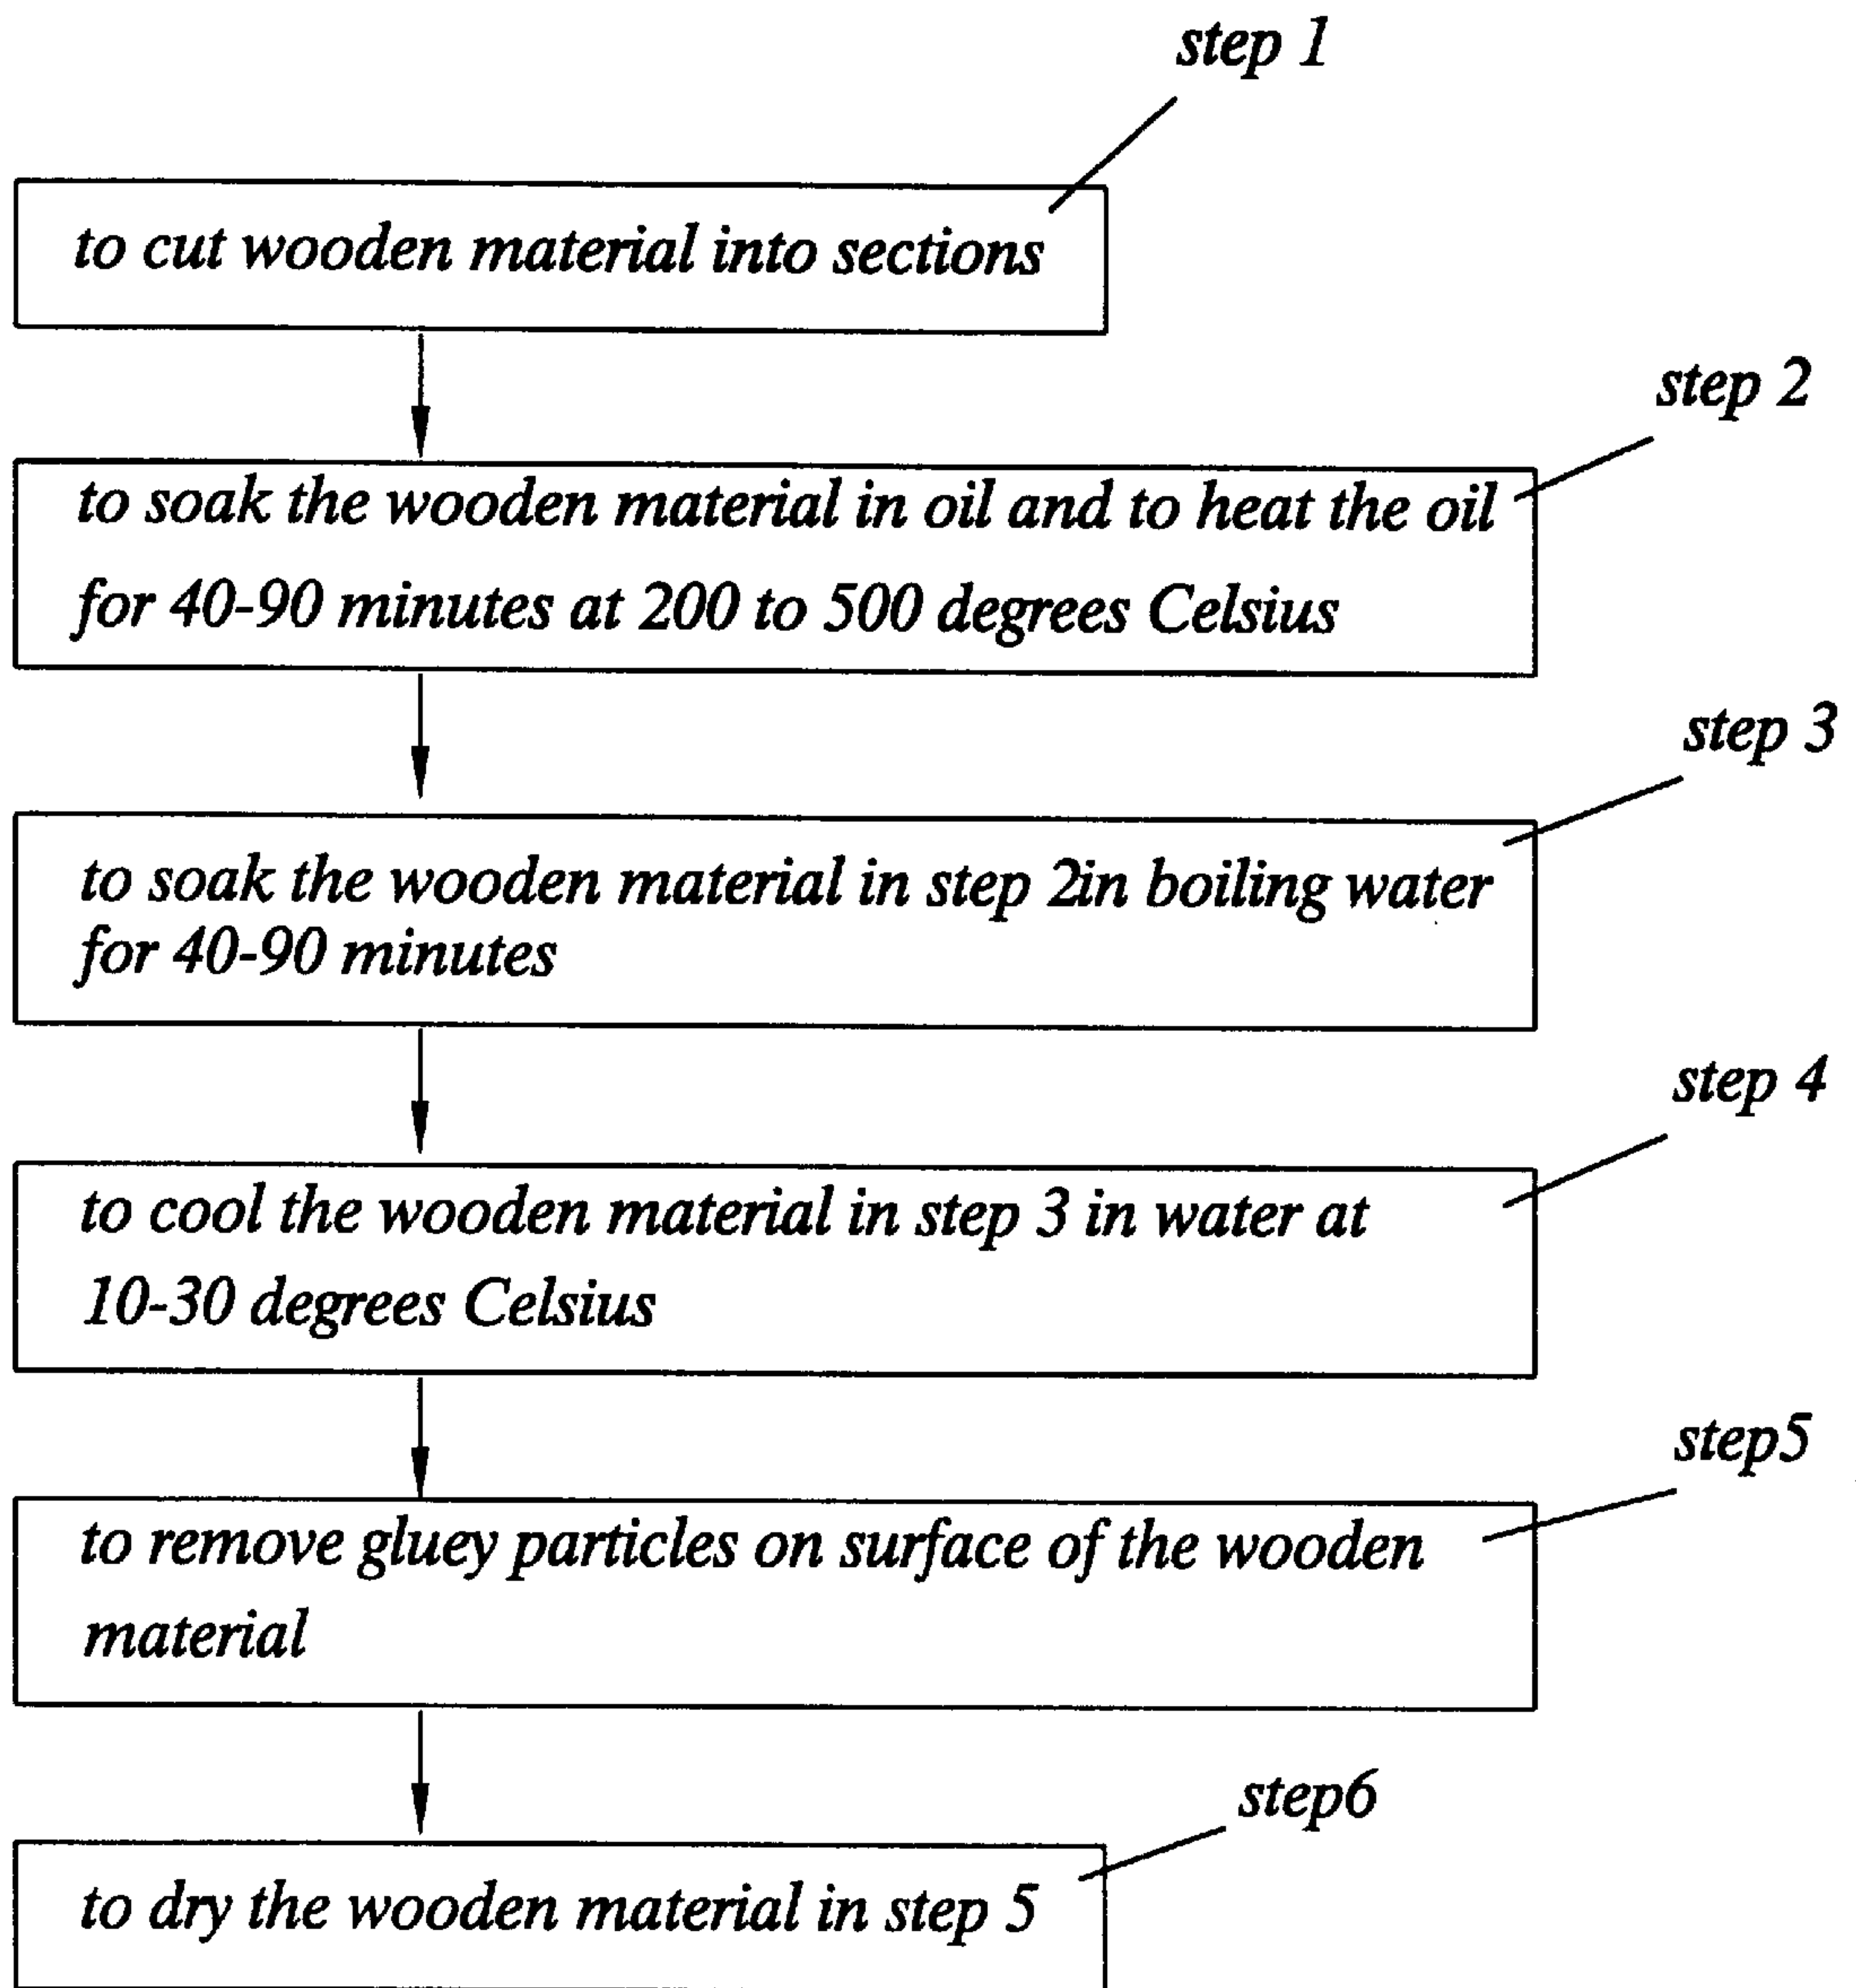 step 1
to cut wooden material into sections
step 2
to soak the wooden material in oil and to heat the oil
for 40-90 minutes at 200 to 500 degrees Celsius
step 3
to soak the wooden material in step 2in boiling water
for 40-90 minutes
step 4
to cool the wooden material in step 3 in water at
10-30 degrees Celsius
step5
to remove gluey particles on surface of the wooden
material
step6
to dry the wooden material in step 5